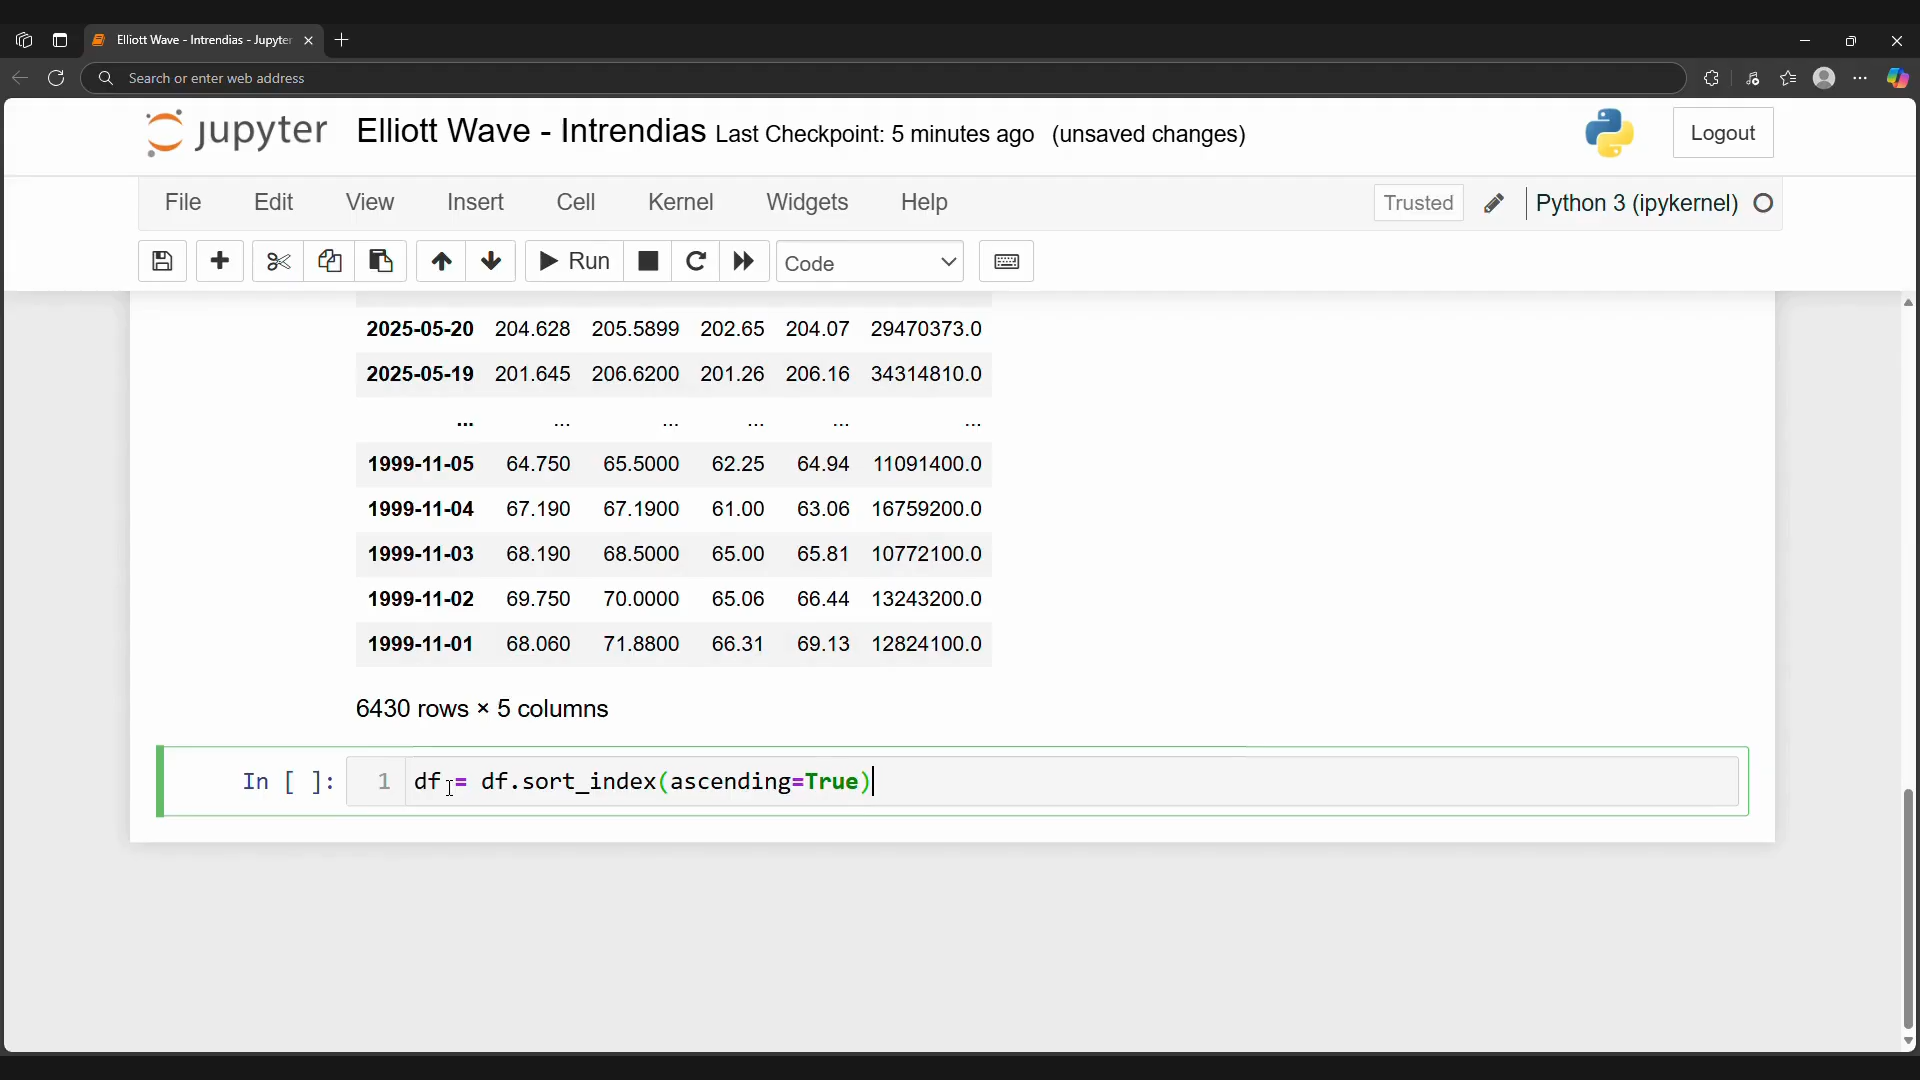 Elliott Wave - Intrendias - Jupyter
Search or enter web address
jupyter Elliott Wave - Intrendias Last Checkpoint: 5 minutes ago (unsaved changes) Logout
File Edit View Insert Cell Kernel Widgets Help Trusted Python 3 (ipykernel)
Run Code
2025-05-20 204.628 205.5899 202.65 204.07 29470373.0
2025-05-19 201.645 206.6200 201.26 206.16 34314810.0
... ... ... ... ... ...
1999-11-05 64.750 65.5000 62.25 64.94 11091400.0
1999-11-04 67.190 67.1900 61.00 63.06 16759200.0
1999-11-03 68.190 68.5000 65.00 65.81 10772100.0
1999-11-02 69.750 70.0000 65.06 66.44 13243200.0
1999-11-01 68.060 71.8800 66.31 69.13 12824100.0
6430 rows × 5 columns
In [ ]: 1 df = df.sort_index(ascending=True)